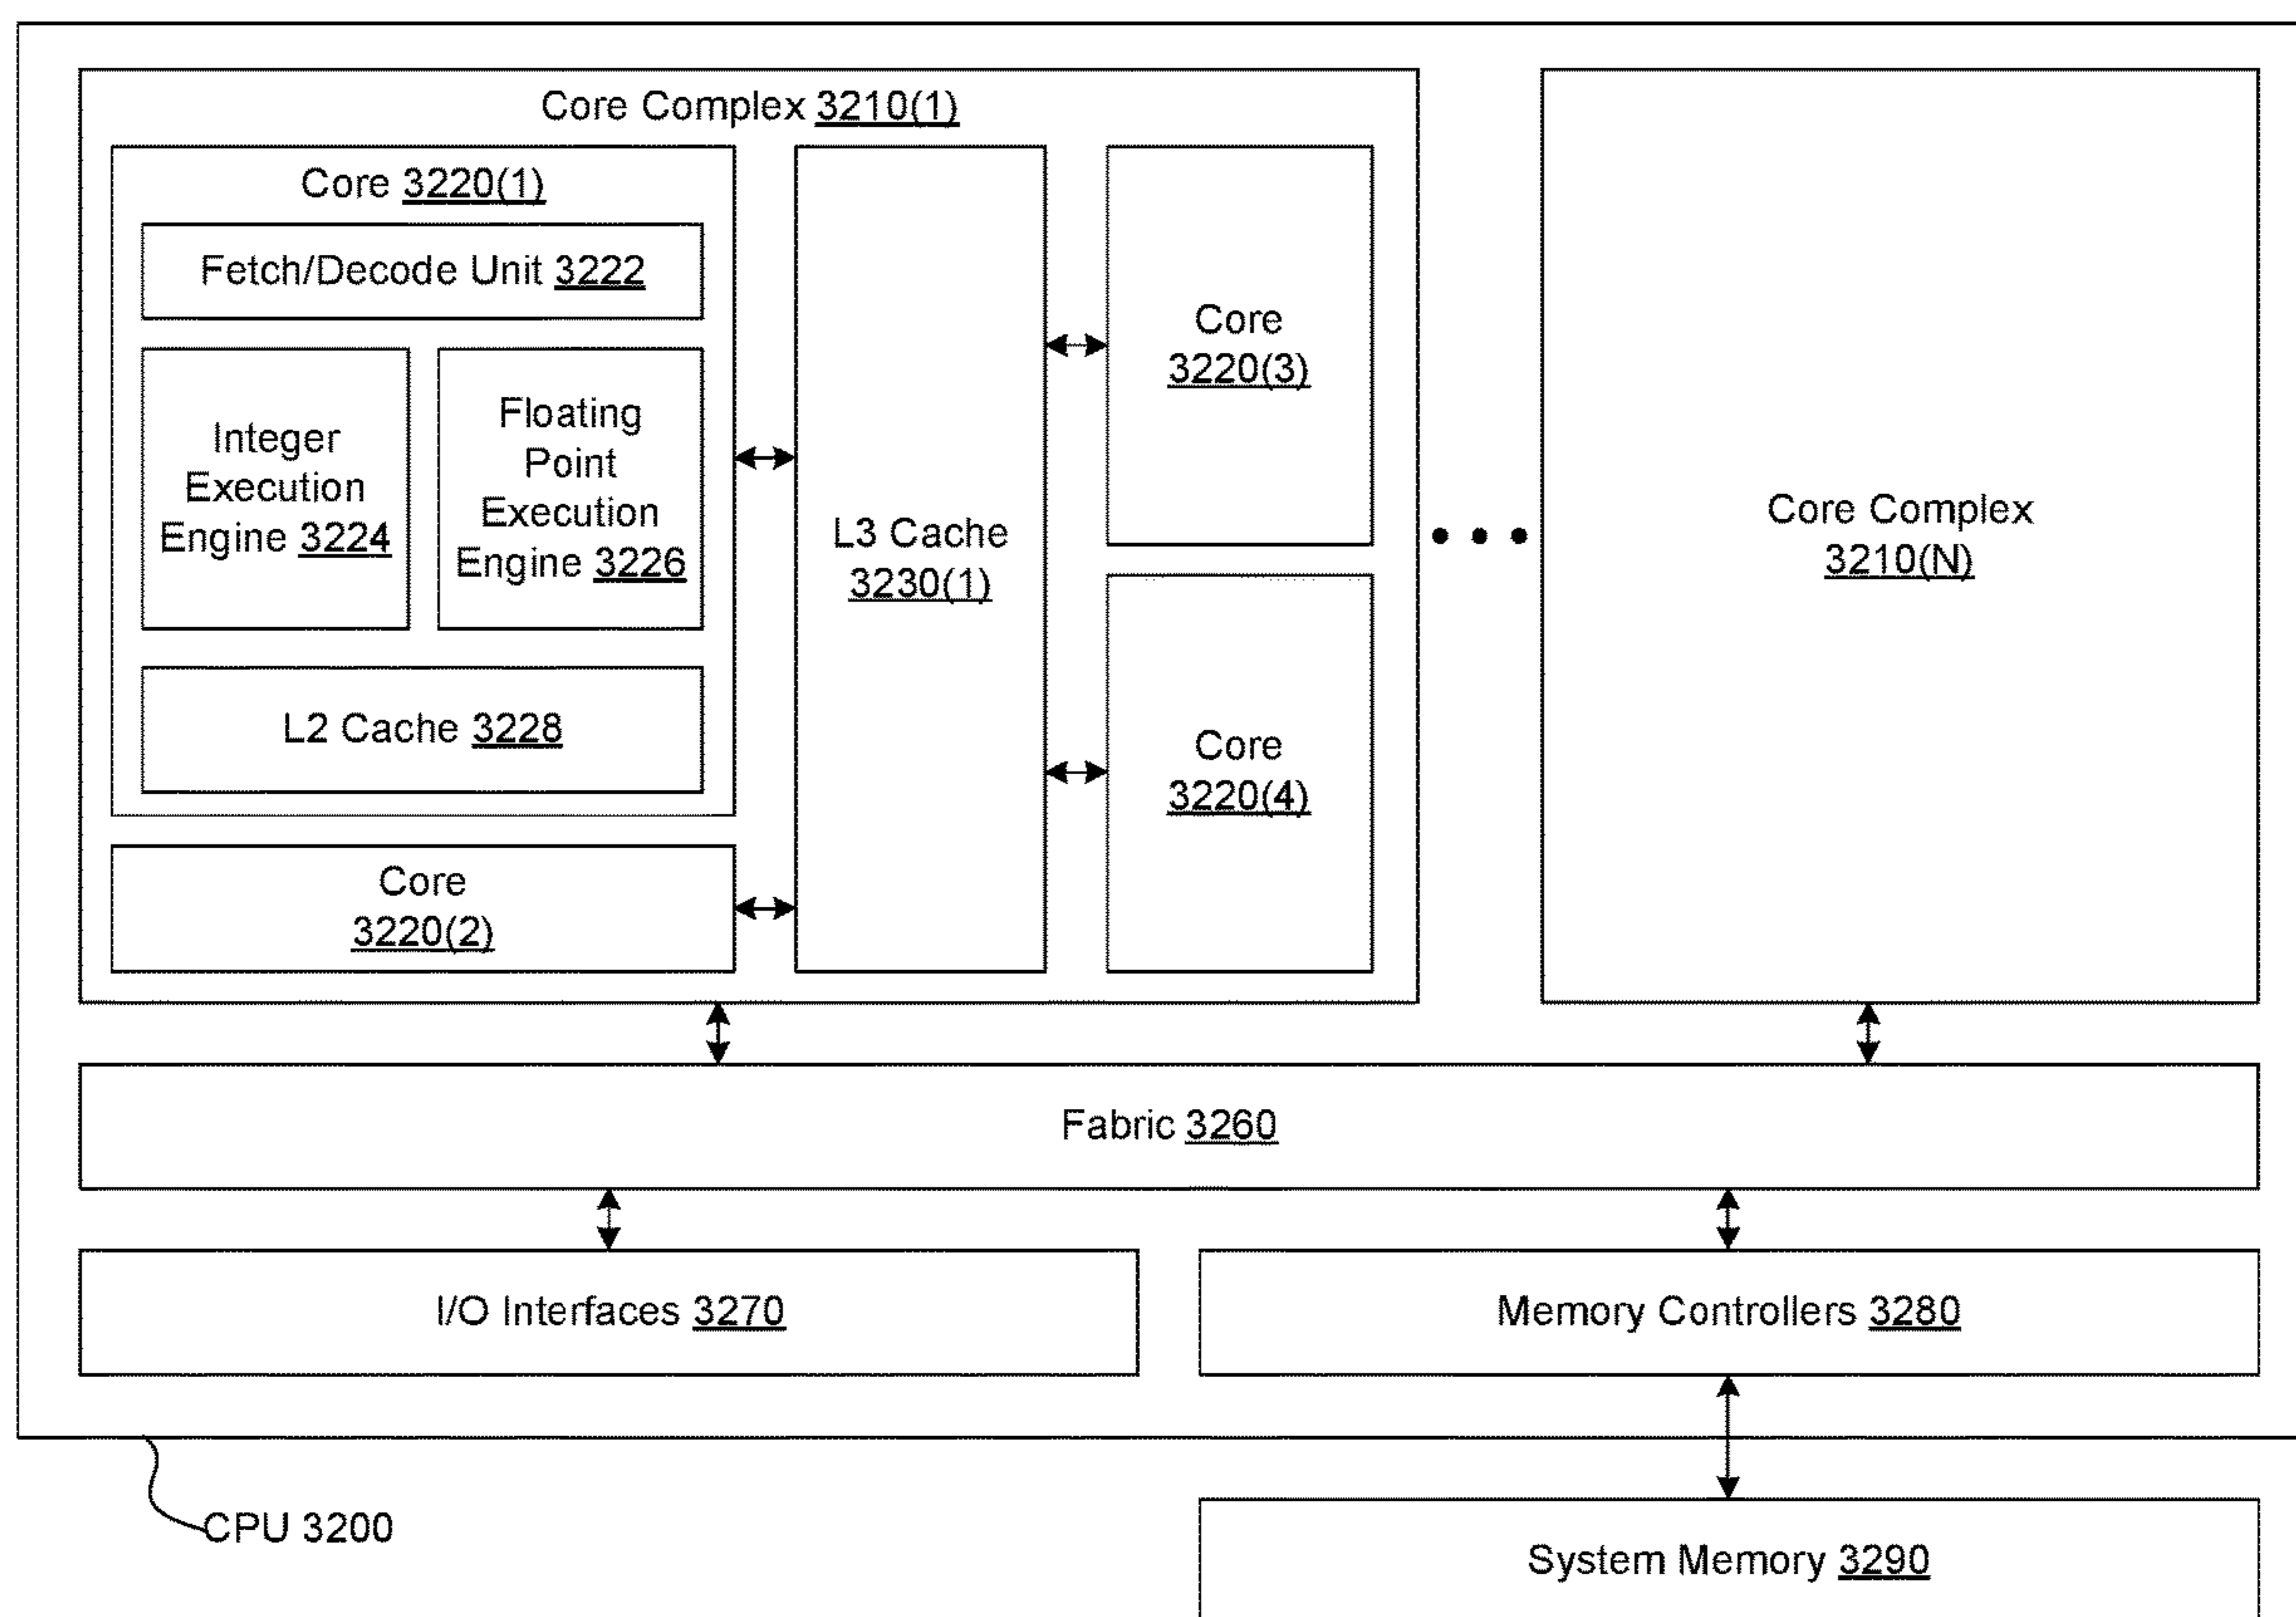 Core Complex 3210(1)
Core 3220(1)
Fetch/Decode Unit 3222
Integer
Execution
Engine 3224
Floating
Point
Execution
Engine 3226
L2 Cache 3228
Core
3220(2)
L3 Cache
3230(1)
Core
3220(3)
Core
3220(4)
Core Complex
3210(N)
Fabric 3260
I/O Interfaces 3270
Memory Controllers 3280
CPU 3200
System Memory 3290